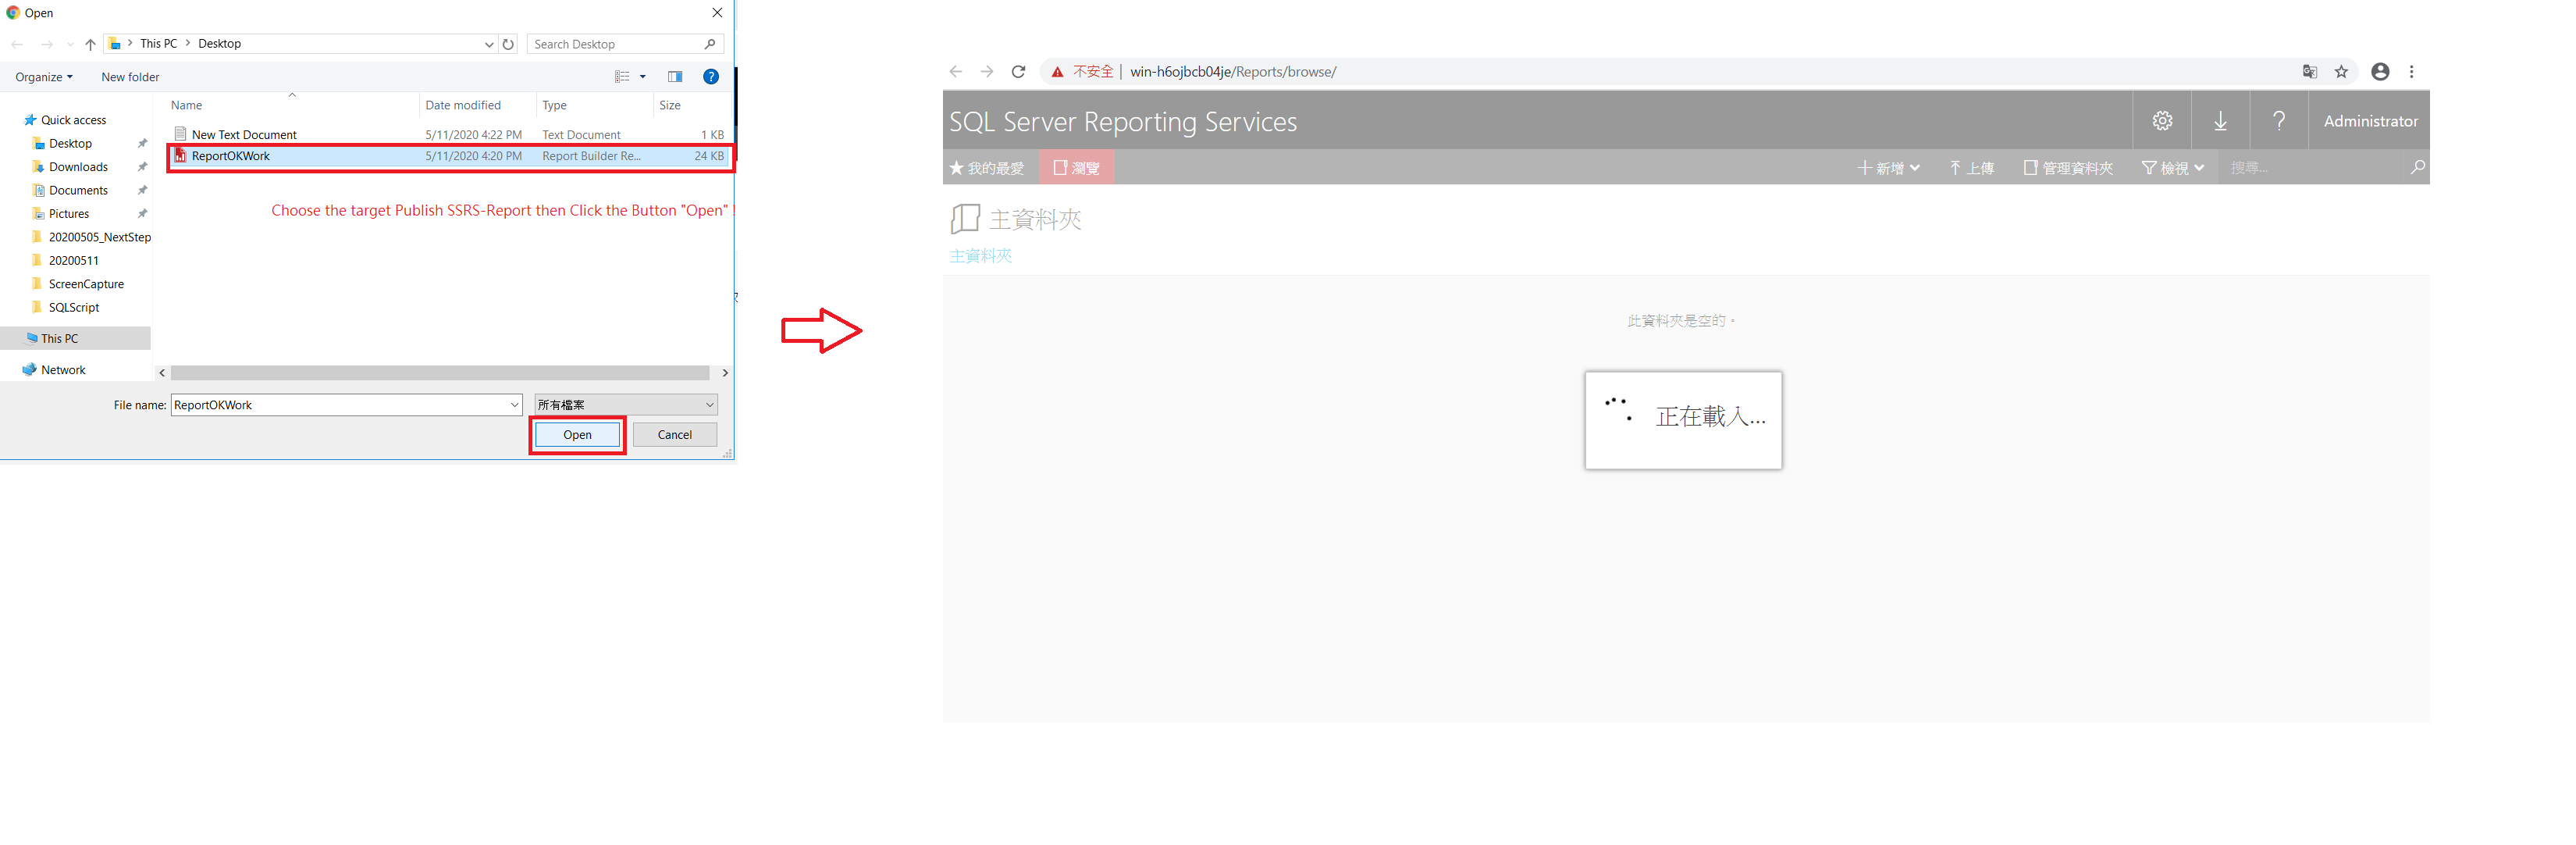 Open
This PC > Desktop
Search Desktop
Organize
New folder
Name
Date modified
Type
Size
Quick access
Desktop
Downloads
Documents
Pictures
20200505_NextStep
20200511
ScreenCapture
SQLScript
This PC
Network
New Text Document 5/11/2020 4:22 PM Text Document 1 KB
ReportOKWork 5/11/2020 4:20 PM Report Builder Re... 24 KB
Choose the target Publish SSRS-Report then Click the Button "Open" !
File name: ReportOKWork 所有檔案
Open Cancel
不安全 | win-h6ojbcb04je/Reports/browse/
SQL Server Reporting Services
? Administrator
我的最愛 瀏覽 新增 上傳 管理資料夾 檢視 搜尋...
主資料夾
主資料夾
此資料夾是空的。
正在載入...